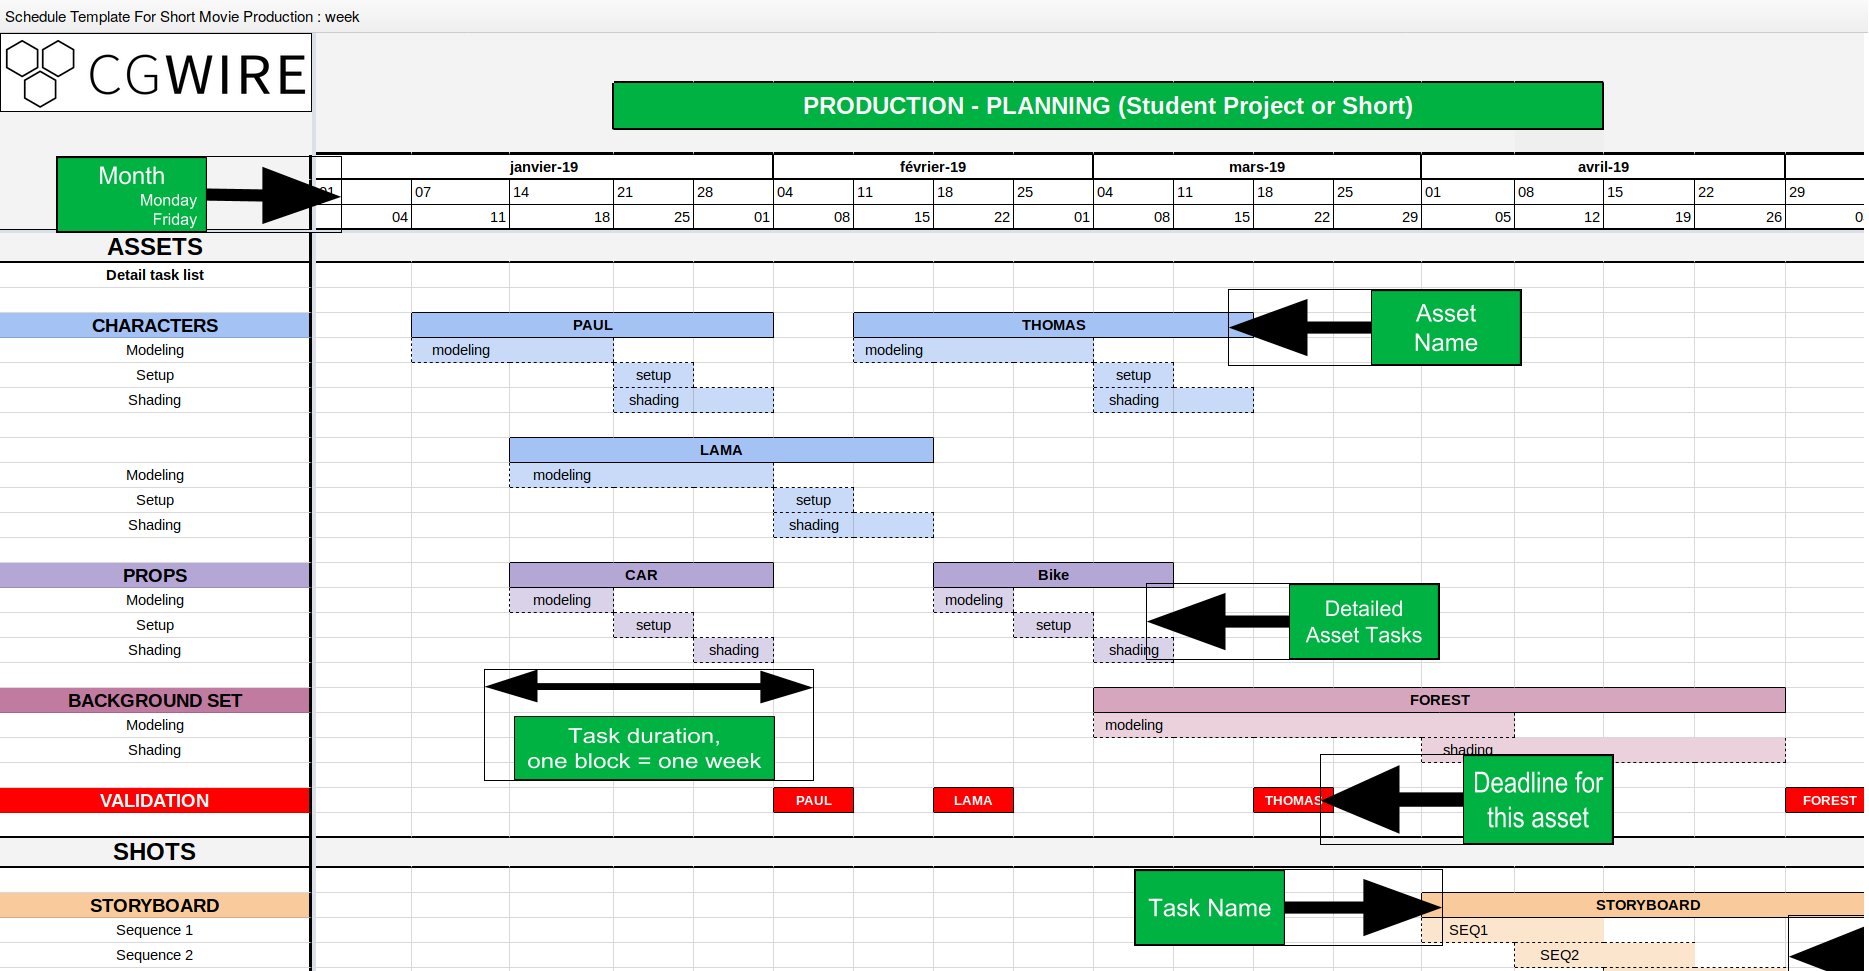 Schedule Template For Short Movie Production : week
CGWIRE
PRODUCTION - PLANNING (Student Project or Short)
Month
Monday
Friday
janvier-19 février-19 mars-19 avril-19
01 07 14 21 28 04 11 18 25 04 11 18 25 01 08 15 22 29
04 11 18 25 01 08 15 22 01 08 15 22 29 05 12 19 26
ASSETS
Detail task list
Asset
Name
CHARACTERS PAUL THOMAS
Modeling modeling modeling
Setup setup setup
Shading shading shading
LAMA
Modeling modeling
Setup setup
Shading shading
PROPS CAR Bike
Modeling modeling modeling
Setup setup setup
Shading shading shading
Detailed
Asset Tasks
BACKGROUND SET FOREST
Modeling modeling
Shading shading
Task duration,
one block = one week
VALIDATION PAUL LAMA THOMAS FOREST
Deadline for
this asset
SHOTS
Task Name
STORYBOARD STORYBOARD
Sequence 1 SEQ1
Sequence 2 SEQ2